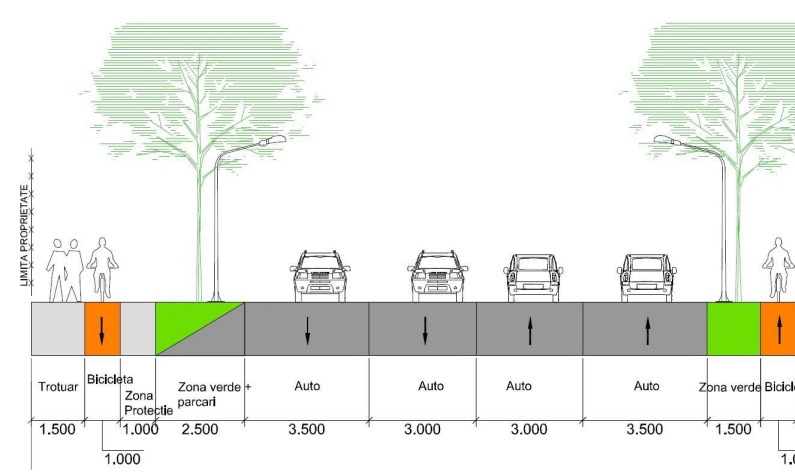 LIMITA PROPRIETATE
Trotuar
Bicicleta
Zona
Protectie
Zona verde +
parcari
Auto
Auto
Auto
Auto
Zona verde
Bicicl
1.500
1.000
2.500
3.500
3.000
3.000
3.500
1.500
1.000